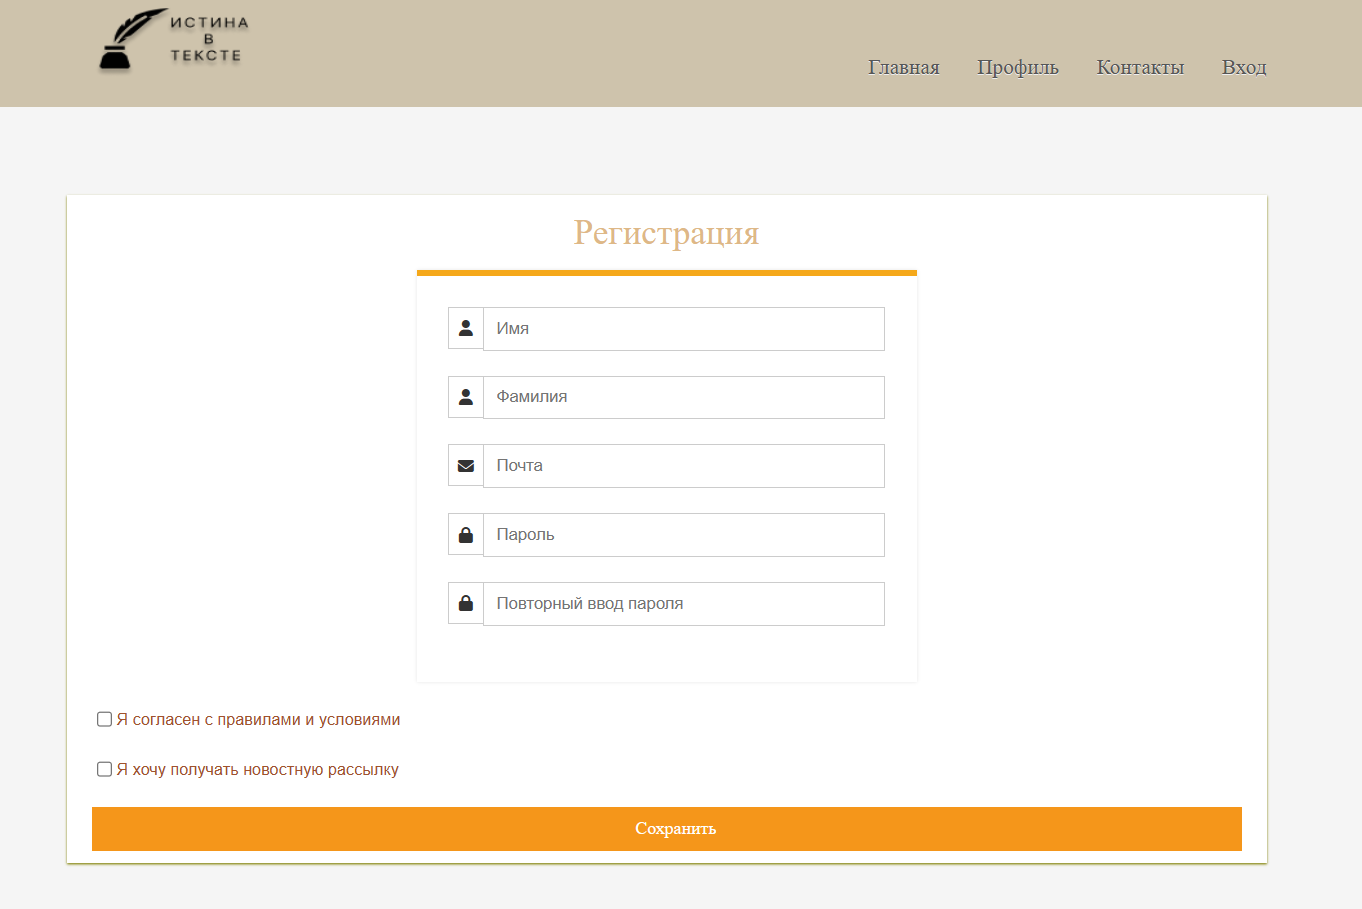 ИСТИНА
В
ТЕКСТЕ
Главная Профиль Контакты Вход
Регистрация
Имя
Фамилия
Почта
Пароль
Повторный ввод пароля
Я согласен с правилами и условиями
Я хочу получать новостную рассылку
Сохранить